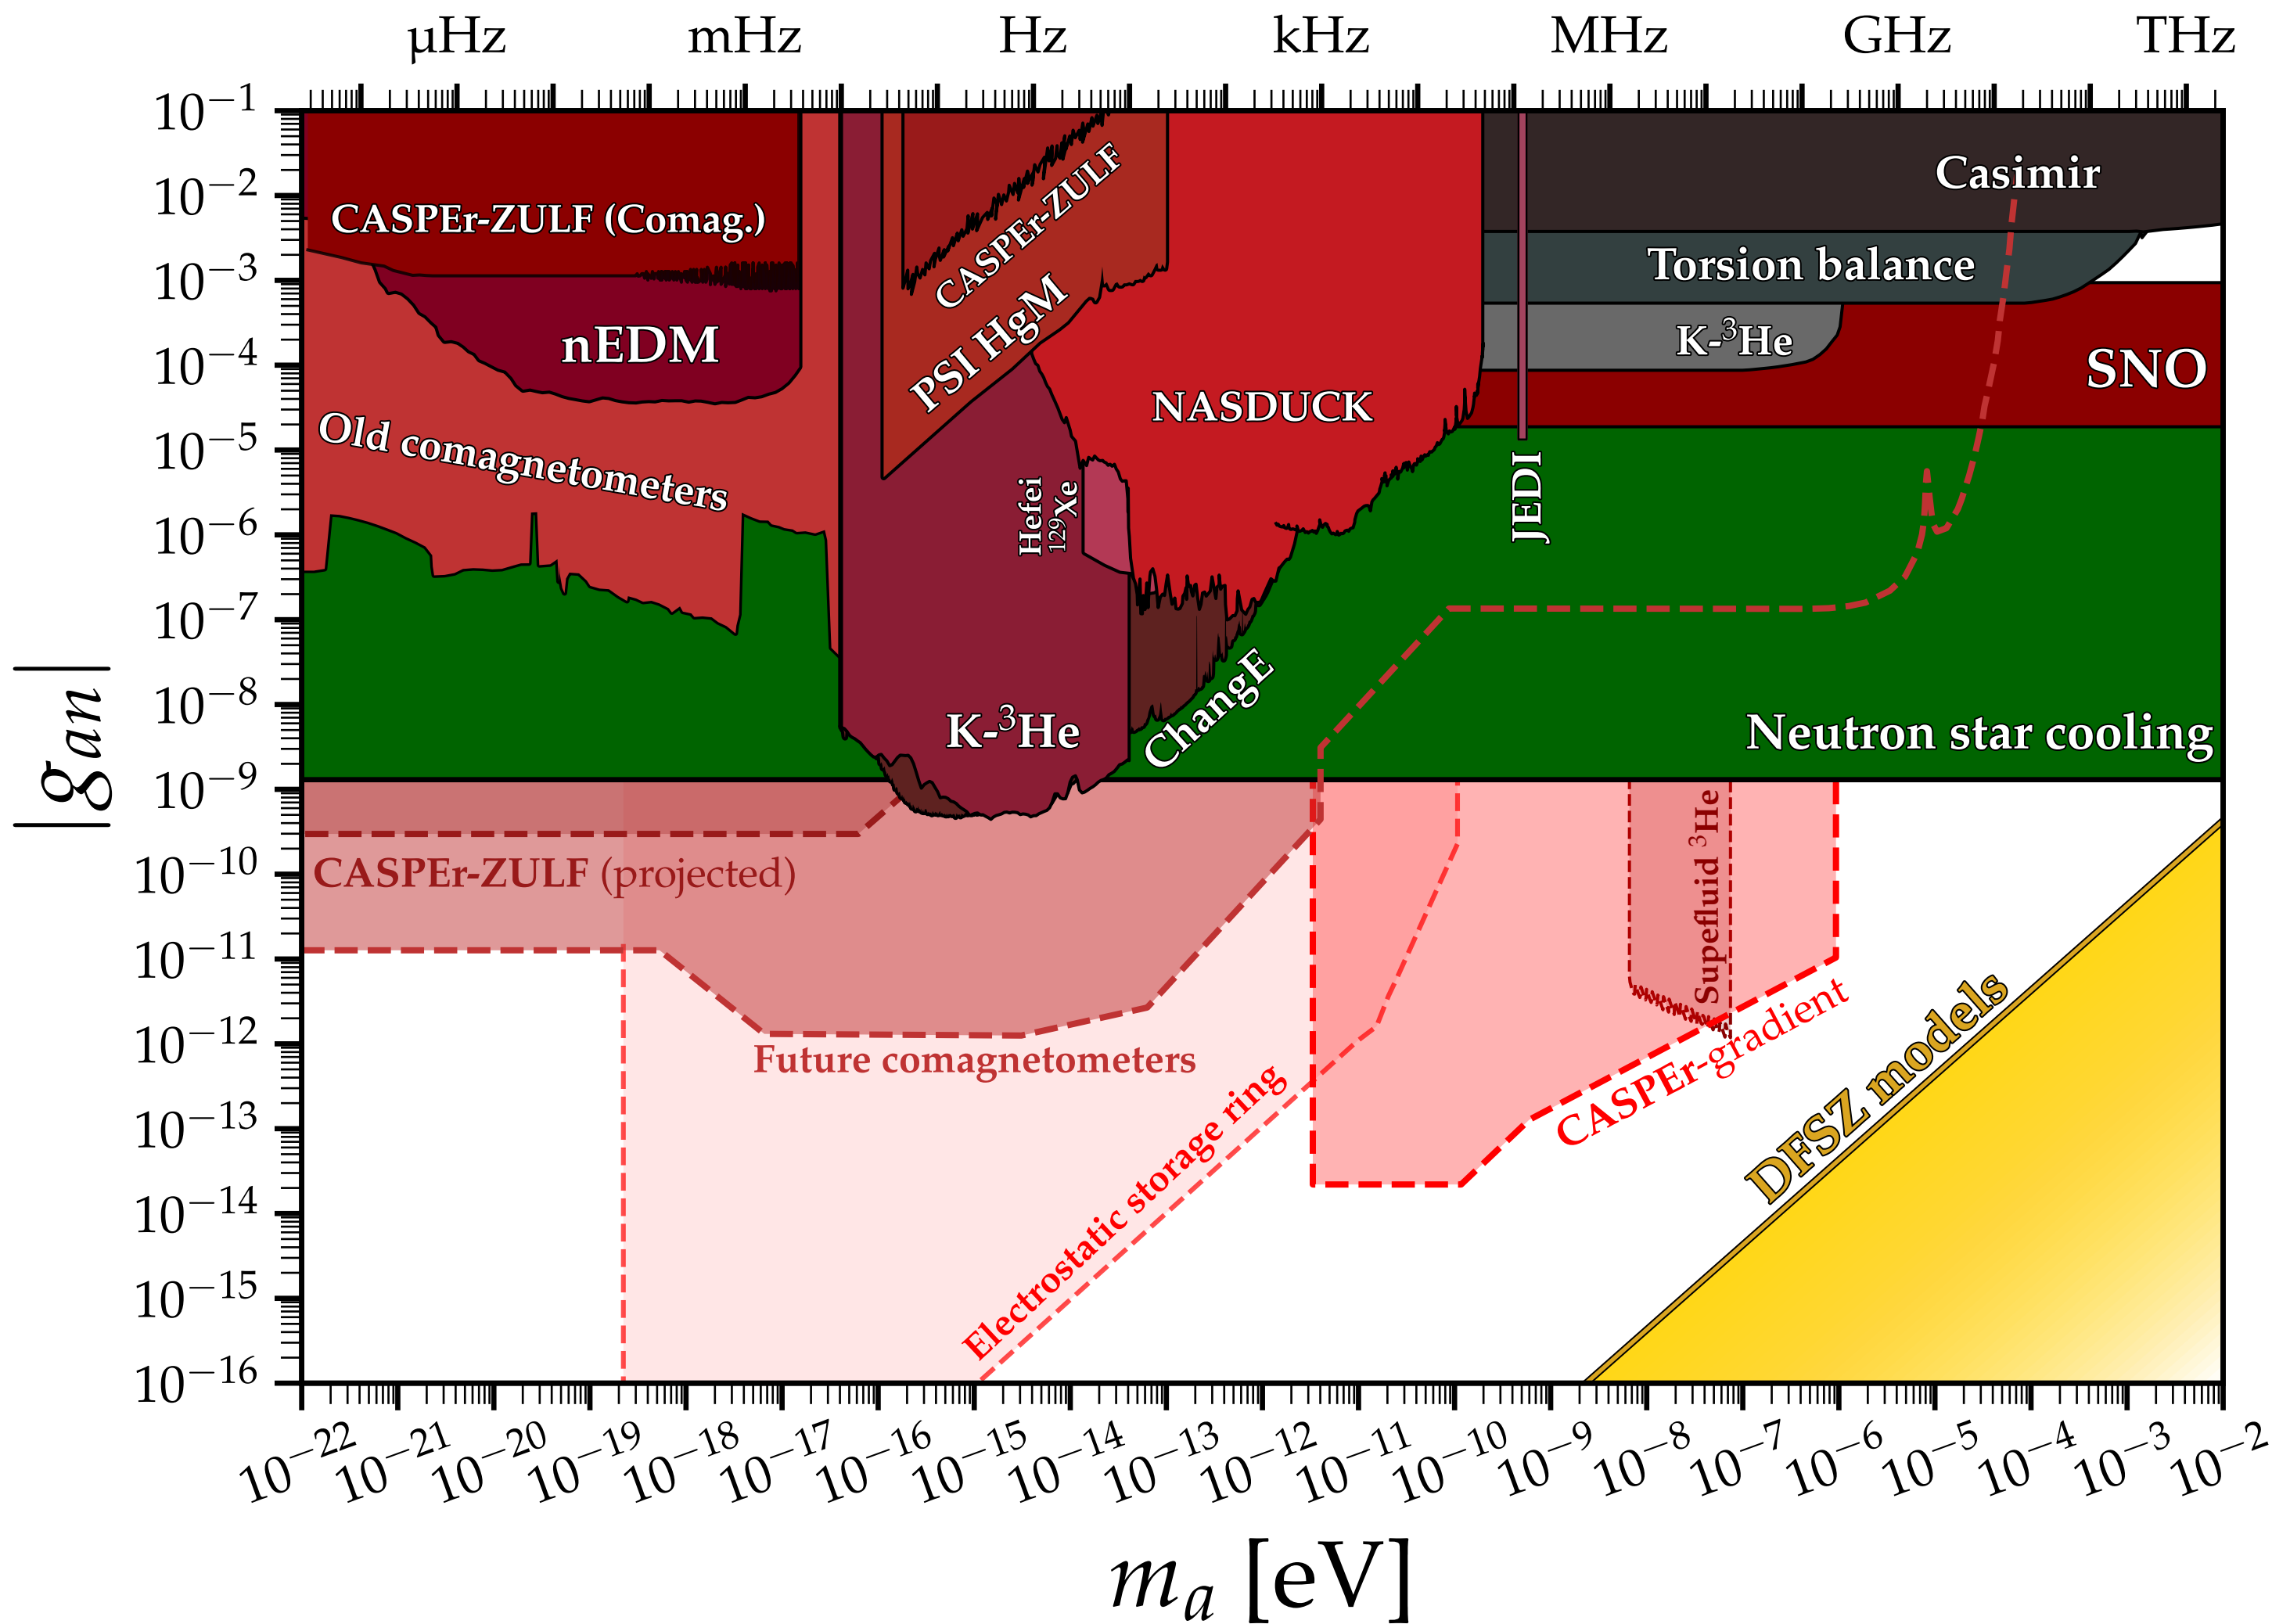 μHz mHz Hz kHz MHz GHz THz
10−1
10−2
10−3
10−4
10−5
10−6
10−7
10−8
10−9
10−10
10−11
10−12
10−13
10−14
10−15
10−16
|gan|
CASPEr-ZULF (Comag.)
nEDM
Old comagnetometers
CASPEr-ZULF
PSI HgM
NASDUCK
Hefei
129Xe
K-3He
ChangE
JEDI
Casimir
Torsion balance
K-3He
SNO
Neutron star cooling
CASPEr-ZULF (projected)
Future comagnetometers
Electrostatic storage ring
CASPEr-gradient
Supefluid 3He
DFSZ models
10−22 10−21 10−20 10−19 10−18 10−17 10−16 10−15 10−14 10−13 10−12 10−11 10−10 10−9 10−8 10−7 10−6 10−5 10−4 10−3 10−2
ma [eV]